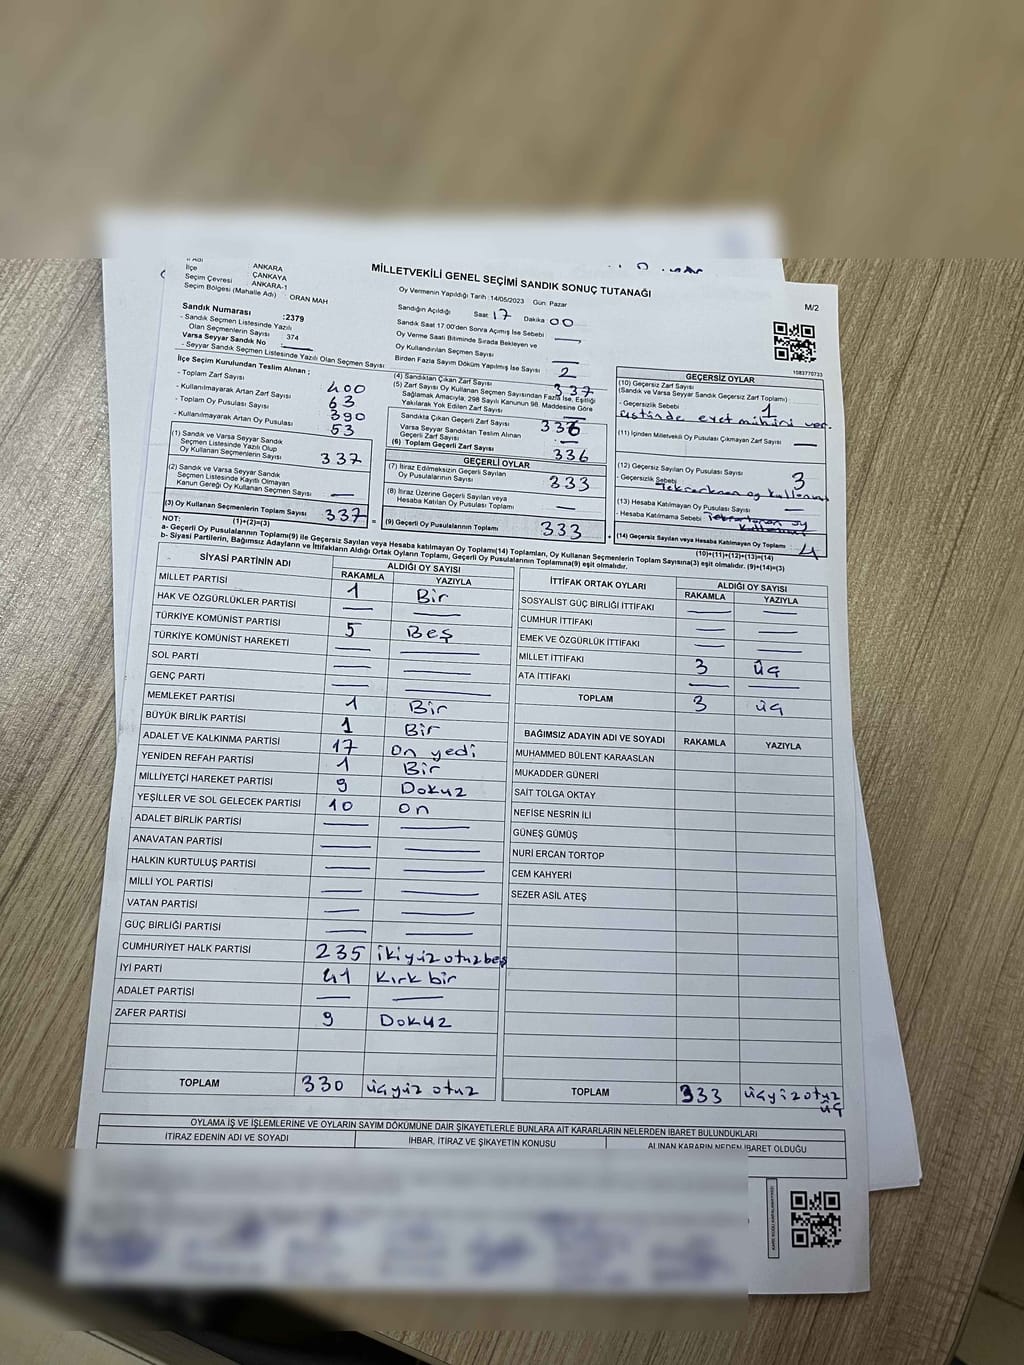 MİLLETVEKİLİ GENEL SEÇİMİ SANDIK SONUÇ TUTANAĞI
M/2
ANKARA
İlçe : ÇANKAYA
Seçim Çevresi : ANKARA-1
Seçim Bölgesi (Mahalle Adı) : ORAN MAH
Oy Vermenin Yapıldığı Tarih : 14/05/2023 Gün: Pazar
Sandığın Açıldığı Saat 17 Dakika 00
Sandık Saat 17:00'den Sonra Açımış İse Sebebi
Oy Verme Saati Bitiminde Sırada Bekleyen ve
Oy Kullandırılan Seçmen Sayısı
Birden Fazla Sayım Döküm Yapılmış İse Sayısı 2
1583770733
Sandık Numarası :2379
- Sandık Seçmen Listesinde Yazılı
Olan Seçmenlerin Sayısı : 374
Varsa Seyyar Sandık No :
- Seyyar Sandık Seçmen Listesinde Yazılı Olan Seçmen Sayısı
İlçe Seçim Kurulundan Teslim Alınan :
- Toplam Zarf Sayısı 400
- Kullanılmayarak Artan Zarf Sayısı 63
- Toplam Oy Pusulası Sayısı 390
- Kullanılmayarak Artan Oy Pusulası 53
(1) Sandık ve Varsa Seyyar Sandık
Seçmen Listesinde Yazılı Olup
Oy Kullanan Seçmenlerin Sayısı 337
(2) Sandık ve Varsa Seyyar Sandık
Seçmen Listesinde Kayıtlı Olmayan
Kanun Gereği Oy Kullanan Seçmen Sayısı
(3) Oy Kullanan Seçmenlerin Toplam Sayısı 337
(1)+(2)=(3)
(4) Sandıktan Çıkan Zarf Sayısı 337
(5) Zarf Sayısı Oy Kullanan Seçmen Sayısından Fazla İse, Eşitliği
Sağlamak Amacıyla, 298 Sayılı Kanunun 98. Maddesine Göre
Yakılarak Yok Edilen Zarf Sayısı
Sandıkta Çıkan Geçerli Zarf Sayısı 336
Varsa Seyyar Sandıktan Teslim Alınan
Geçerli Zarf Sayısı
(6) Toplam Geçerli Zarf Sayısı 336
GEÇERLİ OYLAR
(7) İtiraz Edilmeksizin Geçerli Sayılan
Oy Pusulalarının Sayısı 333
(8) İtiraz Üzerine Geçerli Sayılan veya
Hesaba Katılan Oy Pusulası Toplamı
= (9) Geçerli Oy Pusulalarının Toplamı 333 +
GEÇERSİZ OYLAR
(10) Geçersiz Zarf Sayısı
(Sandık ve Varsa Seyyar Sandık Geçersiz Zarf Toplamı) : 1
- Geçersizlik Sebebi
üstünde evet mührü var.
(11) İçinden Milletvekili Oy Pusulası Çıkmayan Zarf Sayısı
(12) Geçersiz Sayılan Oy Pusulası Sayısı 3
- Geçersizlik Sebebi
(13) Hesaba Katılmayan Oy Pusulası Sayısı
- Hesaba Katılmama Sebebi
(14) Geçersiz Sayılan veya Hesaba Katılmayan Oy Toplamı 4
(10)+(11)+(12)+(13)=(14)
NOT:
a- Geçerli Oy Pusulalarının Toplamı(9) ile Geçersiz Sayılan veya Hesaba katılmayan Oy Toplamı(14) Toplamları, Oy Kullanan Seçmenlerin Toplam Sayısına(3) eşit olmalıdır. (9)+(14)=(3)
b- Siyasi Partilerin, Bağımsız Adayların ve İttifakların Aldığı Ortak Oyların Toplamı, Geçerli Oy Pusulalarının Toplamına(9) eşit olmalıdır.
SİYASİ PARTİNİN ADI ALDIĞI OY SAYISI
RAKAMLA YAZIYLA
MİLLET PARTİSİ 1 Bir
HAK VE ÖZGÜRLÜKLER PARTİSİ
TÜRKİYE KOMÜNİST PARTİSİ 5 Beş
TÜRKİYE KOMÜNİST HAREKETİ
SOL PARTİ
GENÇ PARTİ
MEMLEKET PARTİSİ 1 Bir
BÜYÜK BİRLİK PARTİSİ 1 Bir
ADALET VE KALKINMA PARTİSİ 17 On yedi
YENİDEN REFAH PARTİSİ 1 Bir
MİLLİYETÇİ HAREKET PARTİSİ 9 Dokuz
YEŞİLLER VE SOL GELECEK PARTİSİ 10 on
ADALET BİRLİK PARTİSİ
ANAVATAN PARTİSİ
HALKIN KURTULUŞ PARTİSİ
MİLLİ YOL PARTİSİ
VATAN PARTİSİ
GÜÇ BİRLİĞİ PARTİSİ
CUMHURİYET HALK PARTİSİ 235 ikiyüz otuzbeş
İYİ PARTİ 41 Kırk bir
ADALET PARTİSİ
ZAFER PARTİSİ 9 Dokuz
TOPLAM 330 üçyüz otuz
İTTİFAK ORTAK OYLARI ALDIĞI OY SAYISI
RAKAMLA YAZIYLA
SOSYALİST GÜÇ BİRLİĞİ İTTİFAKI
CUMHUR İTTİFAKI
EMEK VE ÖZGÜRLÜK İTTİFAKI
MİLLET İTTİFAKI 3 üç
ATA İTTİFAKI
TOPLAM 3 üç
BAĞIMSIZ ADAYIN ADI VE SOYADI RAKAMLA YAZIYLA
MUHAMMED BÜLENT KARAASLAN
MUKADDER GÜNERİ
SAİT TOLGA OKTAY
NEFİSE NESRİN İLİ
GÜNEŞ GÜMÜŞ
NURİ ERCAN TORTOP
CEM KAHYERİ
SEZER ASİL ATEŞ
TOPLAM 333 üçyüzotuz
üç
OYLAMA İŞ VE İŞLEMLERİNE VE OYLARIN SAYIM DÖKÜMÜNE DAİR ŞİKAYETLERLE BUNLARA AİT KARARLARIN NELERDEN İBARET BULUNDUKLARI
İTİRAZ EDENİN ADI VE SOYADI İHBAR, İTİRAZ VE ŞİKAYETİN KONUSU ALINAN KARARIN NEDEN İBARET OLDUĞU